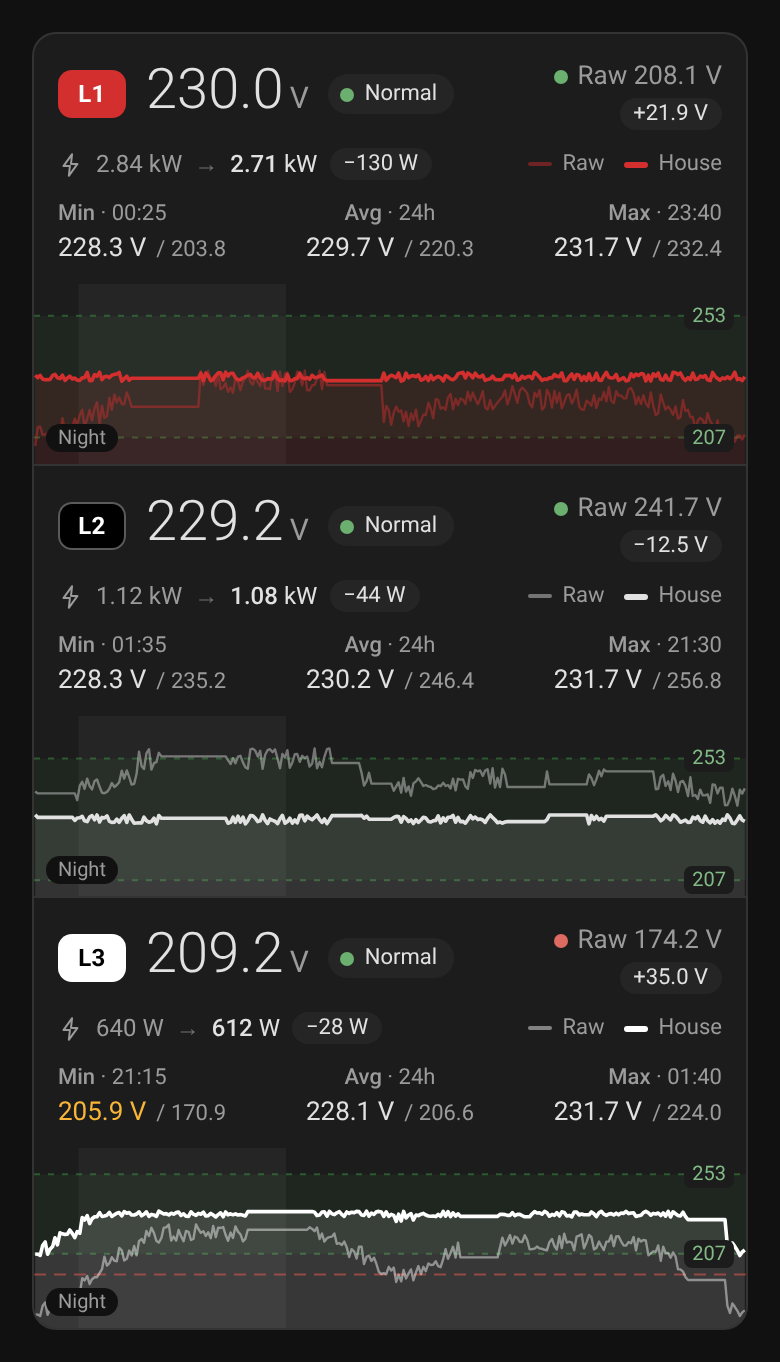 L1 230.0 V Normal Raw 208.1 V
+21.9 V
2.84 kW → 2.71 kW −130 W Raw House
Min · 00:25 Avg · 24h Max · 23:40
228.3 V / 203.8 229.7 V / 220.3 231.7 V / 232.4
253
Night 207
L2 229.2 V Normal Raw 241.7 V
−12.5 V
1.12 kW → 1.08 kW −44 W Raw House
Min · 01:35 Avg · 24h Max · 21:30
228.3 V / 235.2 230.2 V / 246.4 231.7 V / 256.8
253
Night 207
L3 209.2 V Normal Raw 174.2 V
+35.0 V
640 W → 612 W −28 W Raw House
Min · 21:15 Avg · 24h Max · 01:40
205.9 V / 170.9 228.1 V / 206.6 231.7 V / 224.0
253
207
Night